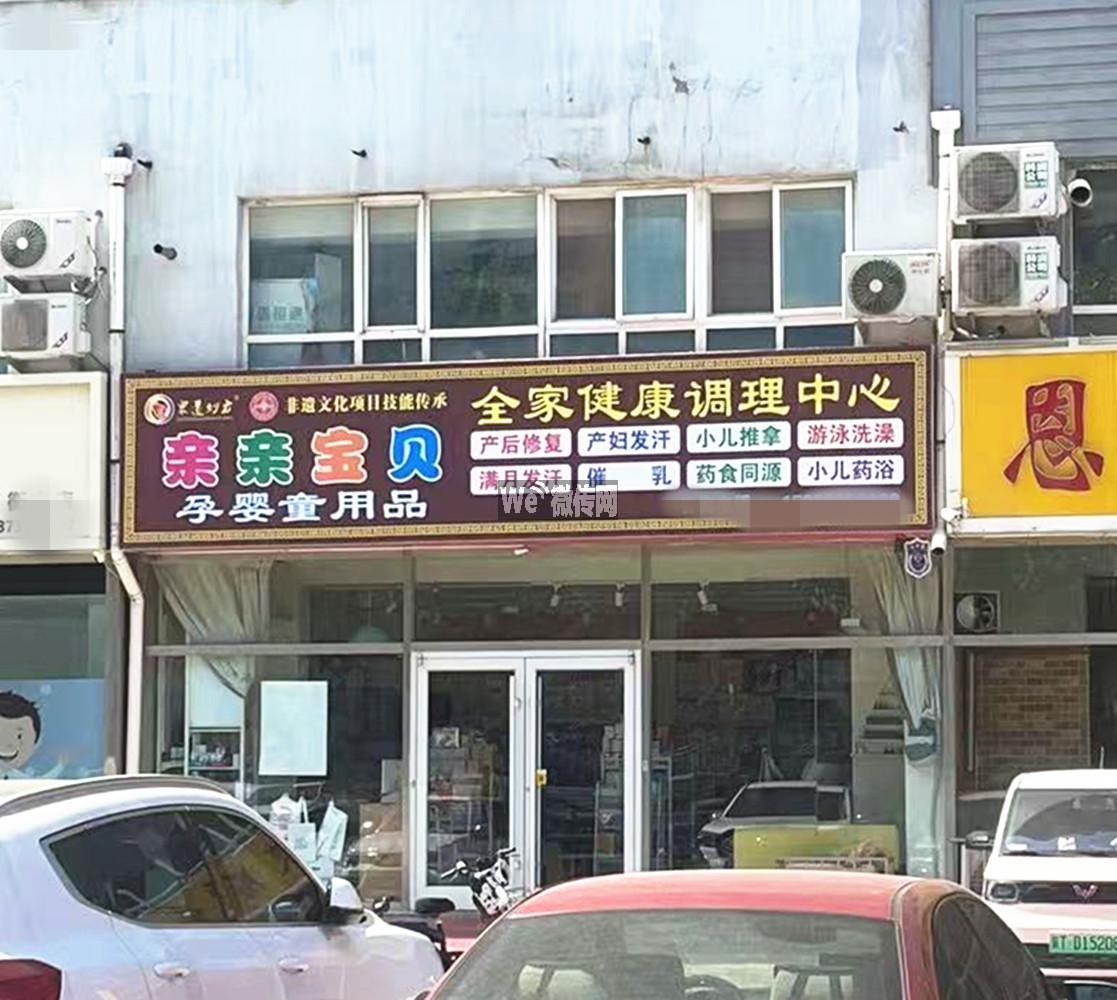 非遗文化项目技能传承
全家健康调理中心
亲亲宝贝
产后修复 产妇发汗 小儿推拿 游泳洗澡
满月发汗 催乳 药食同源 小儿药浴
孕婴童用品
We微传网
恩
D1520